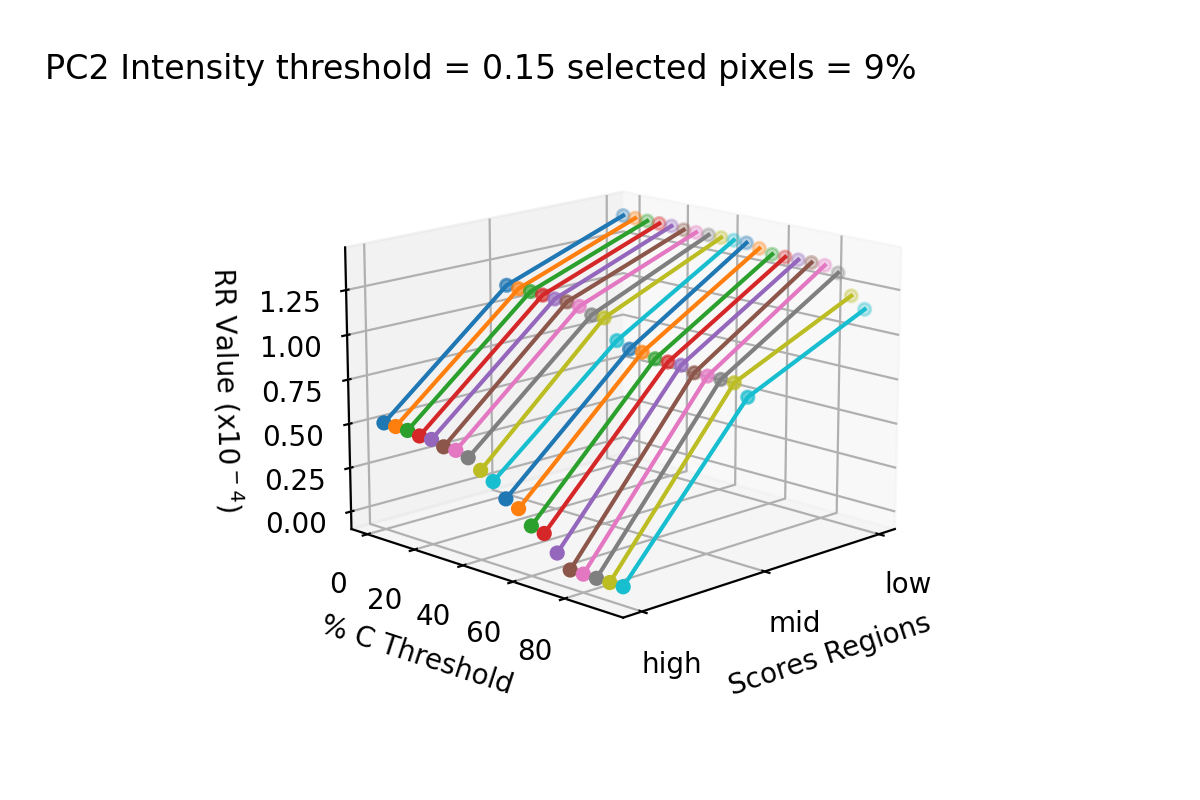 PC2 Intensity threshold = 0.15 selected pixels = 9%
RR Value (x10⁻⁴)
1.25
1.00
0.75
0.50
0.25
0.00
0
20
40
60
80
% C Threshold
high
mid
low
Scores Regions